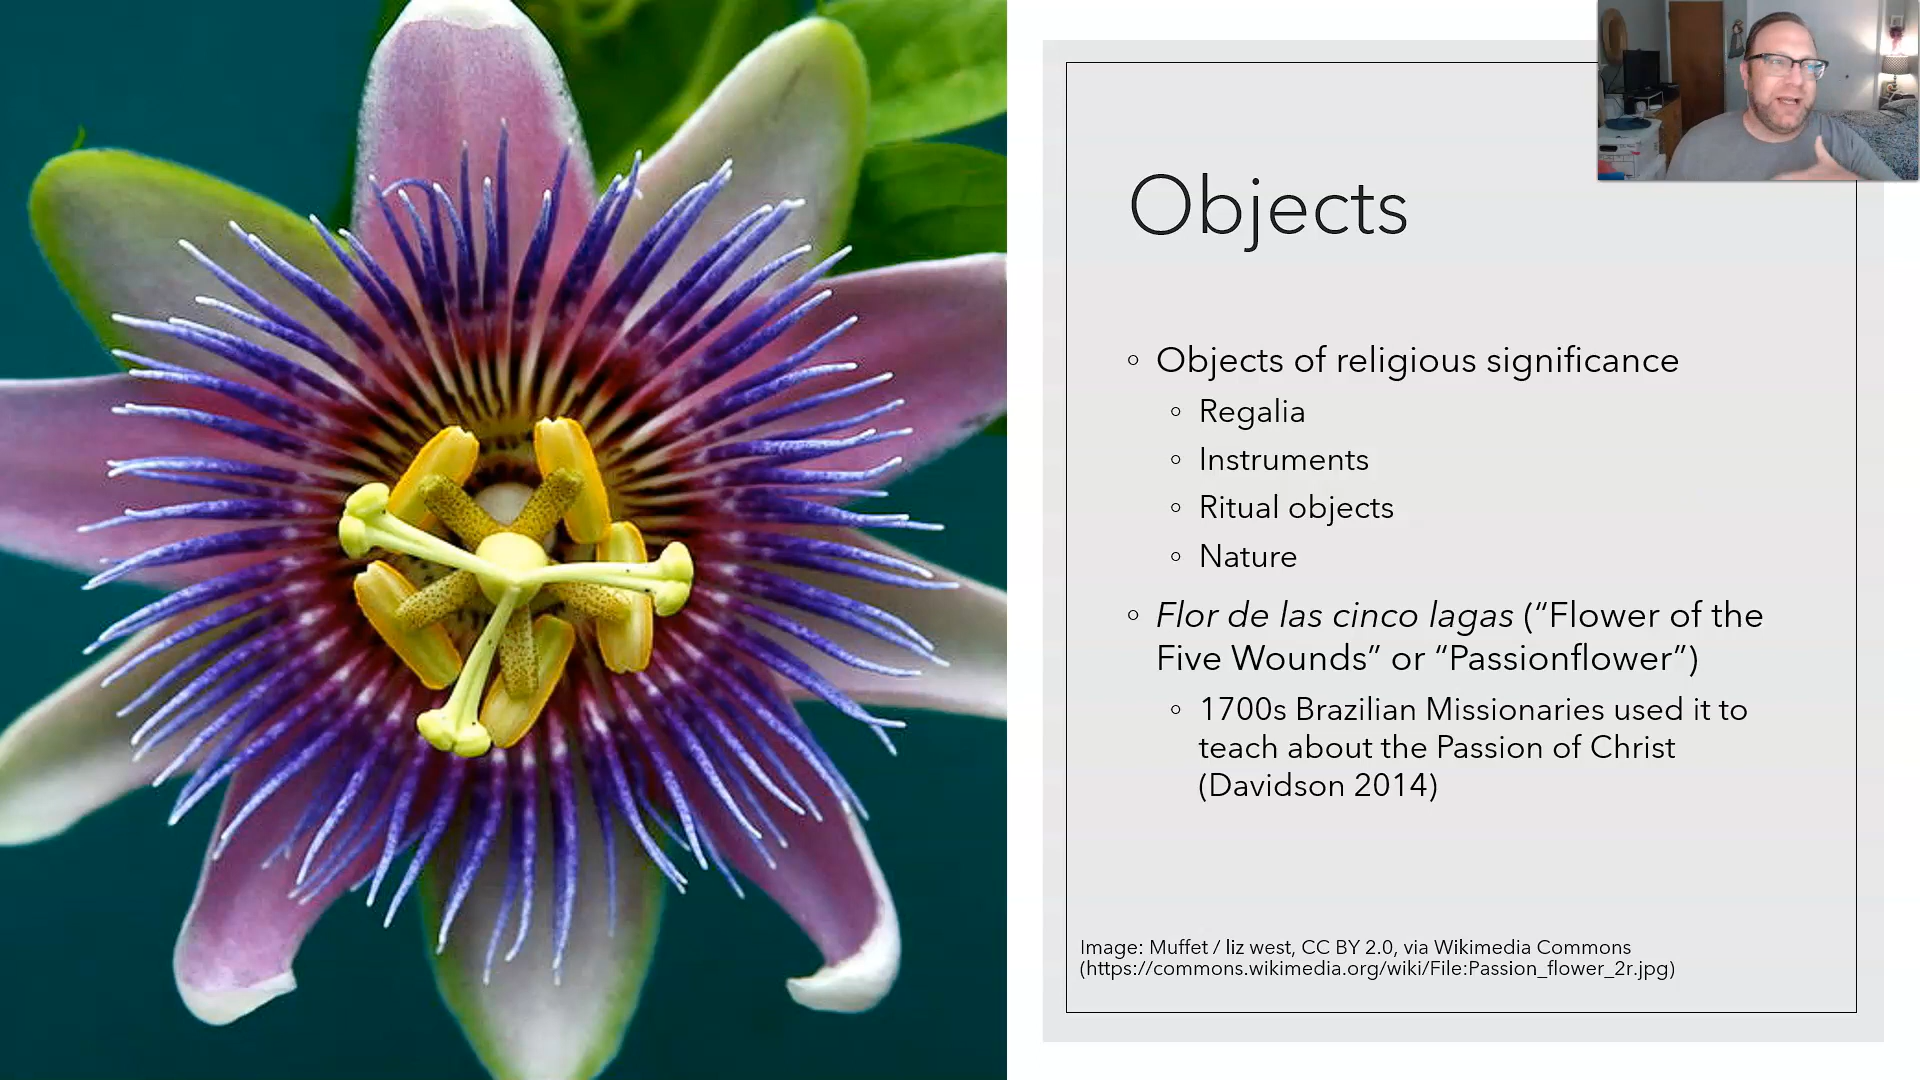 Objects
Objects of religious significance
Regalia
Instruments
Ritual objects
Nature
Flor de las cinco lagas (“Flower of the
Five Wounds” or “Passionflower”)
1700s Brazilian Missionaries used it to
teach about the Passion of Christ
(Davidson 2014)
Image: Muffet / liz west, CC BY 2.0, via Wikimedia Commons
(https://commons.wikimedia.org/wiki/File:Passion_flower_2r.jpg)